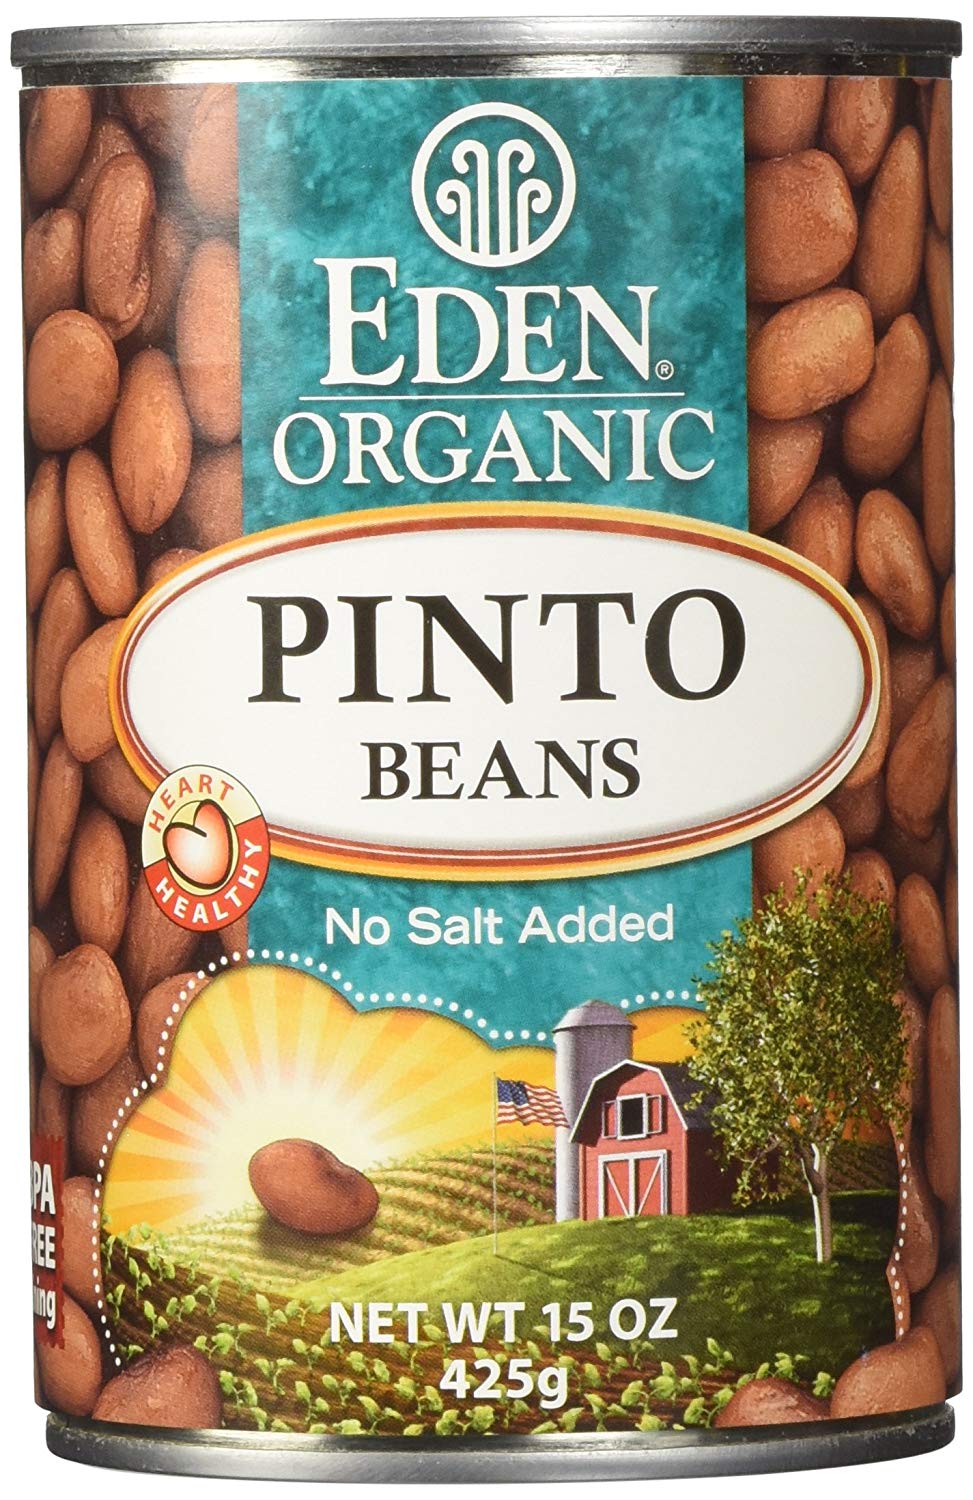 EDEN®
ORGANIC
PINTO
BEANS
HEART
HEALTHY
No Salt Added
NET WT 15 OZ
425g